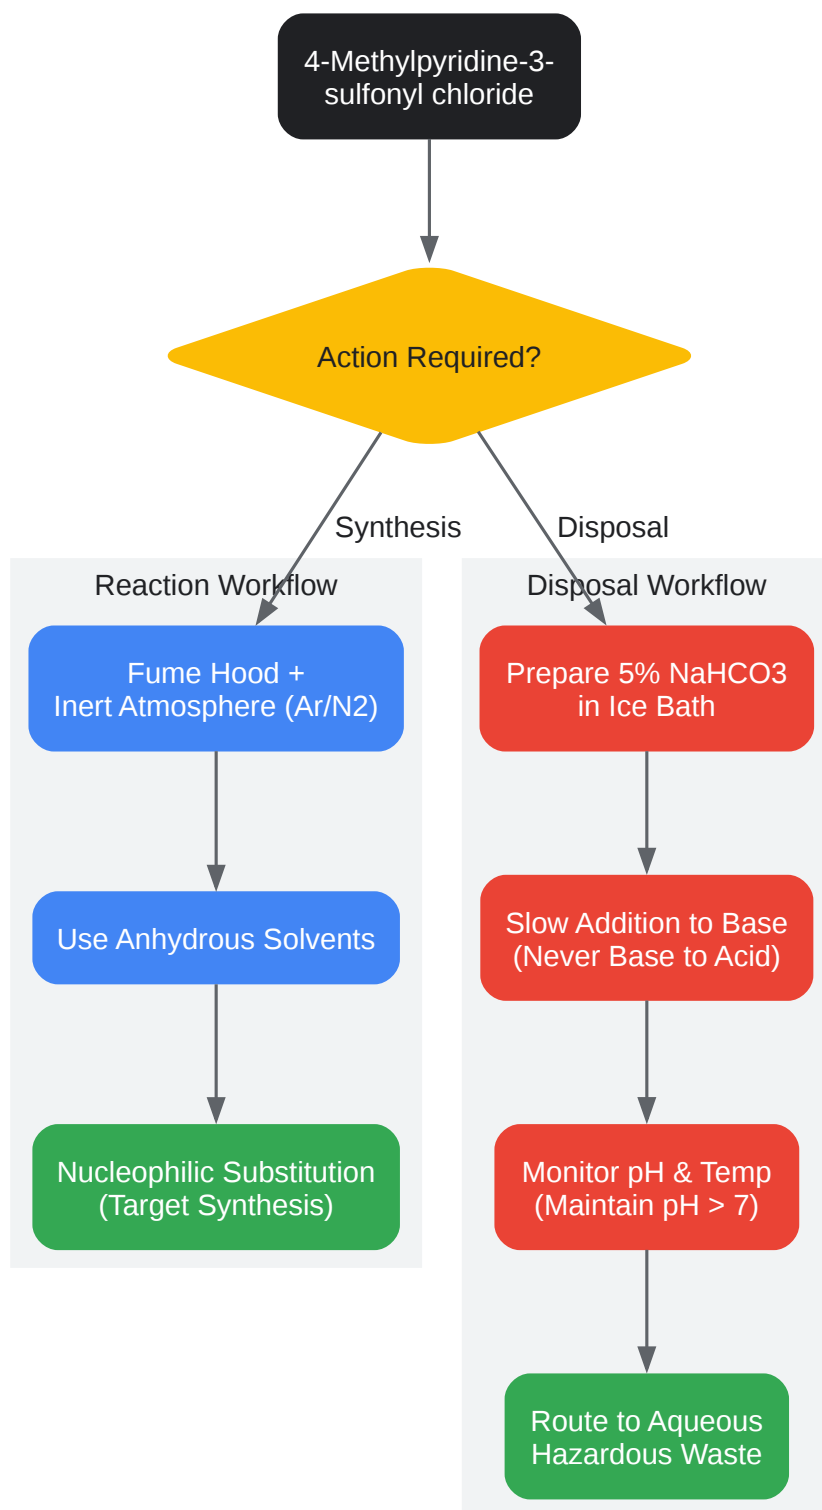 4-Methylpyridine-3-
sulfonyl chloride
Action Required?
Synthesis
Disposal
Reaction Workflow
Fume Hood +
Inert Atmosphere (Ar/N2)
Use Anhydrous Solvents
Nucleophilic Substitution
(Target Synthesis)
Disposal Workflow
Prepare 5% NaHCO3
in Ice Bath
Slow Addition to Base
(Never Base to Acid)
Monitor pH & Temp
(Maintain pH > 7)
Route to Aqueous
Hazardous Waste